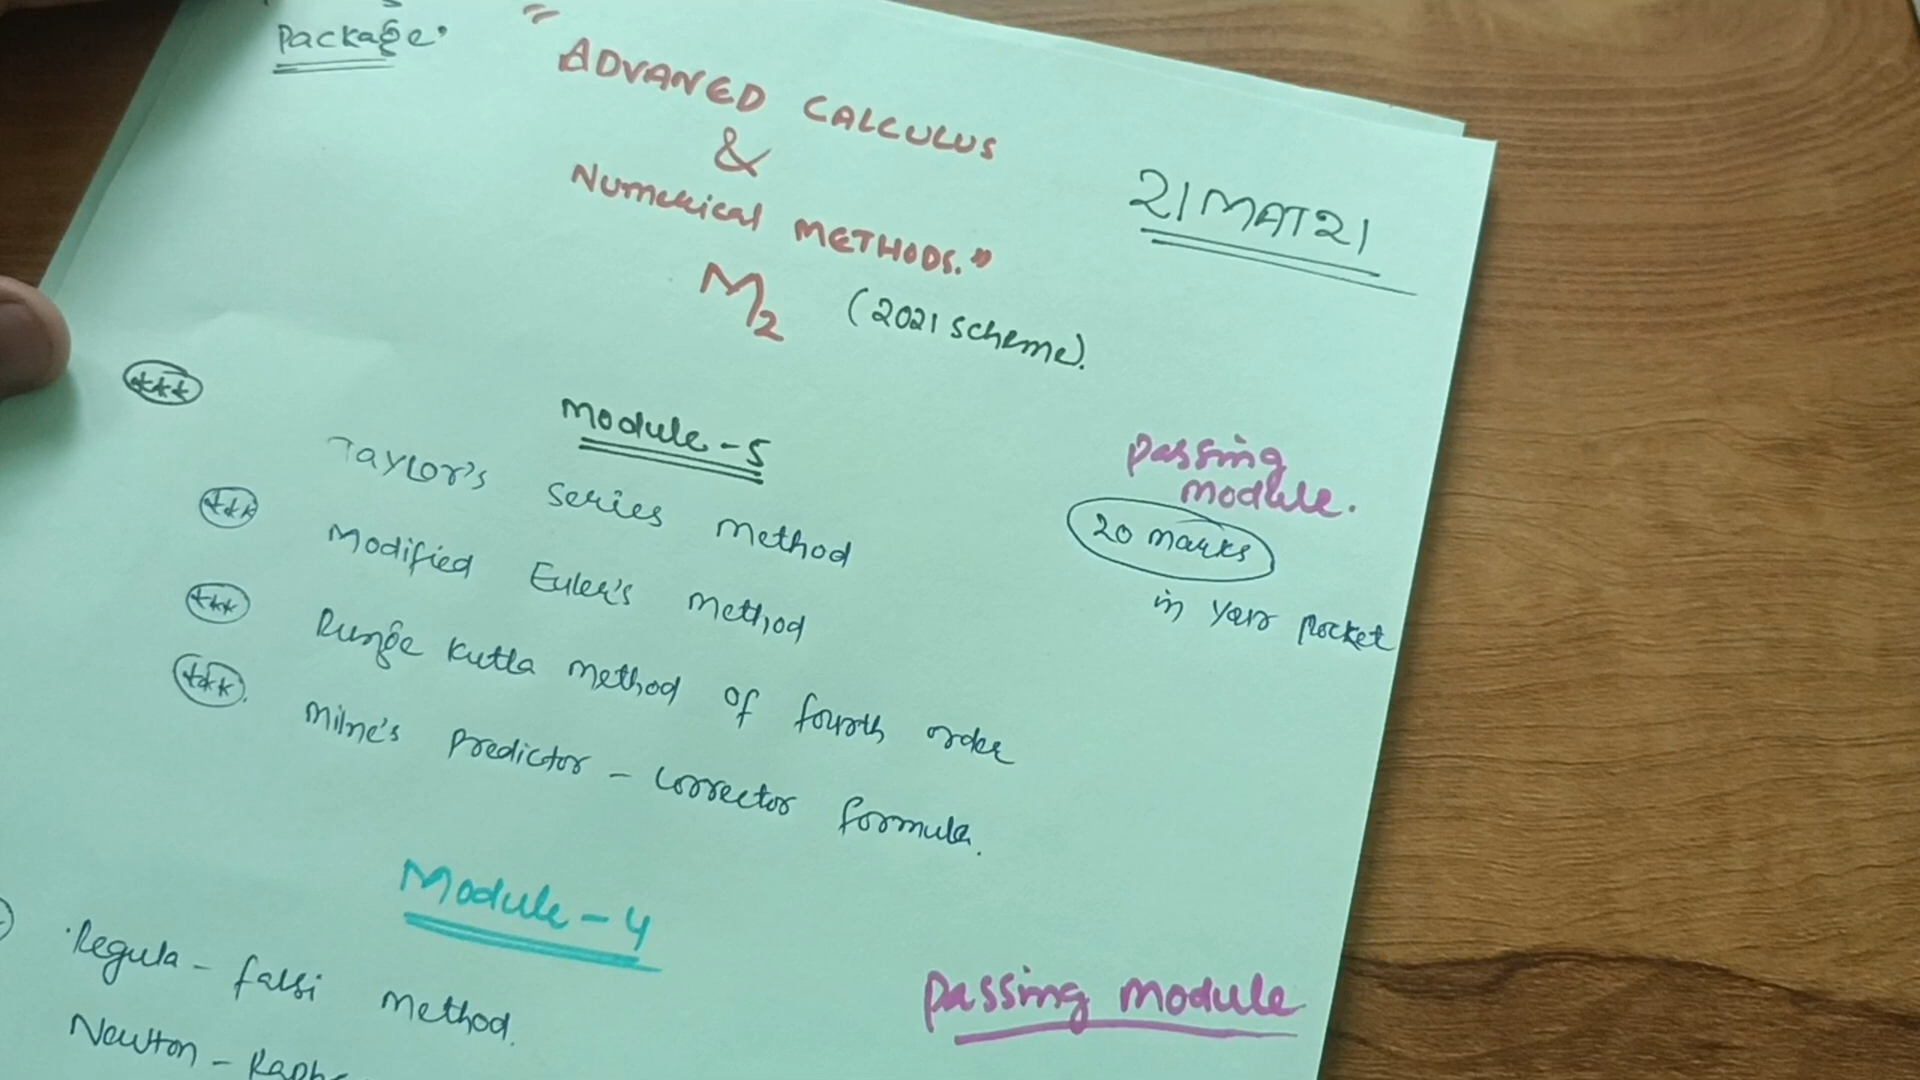 Package.
"ADVANED CALCULUS
&
Numerical METHODS."
21MAT21
M2 (2021 scheme).
***
Module-5
Taylor's series method
passing
module.
20 marks
in your pocket
*** Modified Euler's method
*** Runge Kutta method of fourth order
*** Milne's predictor - corrector formula.
Module-4
Regula - falsi method.
passing module
Newton -